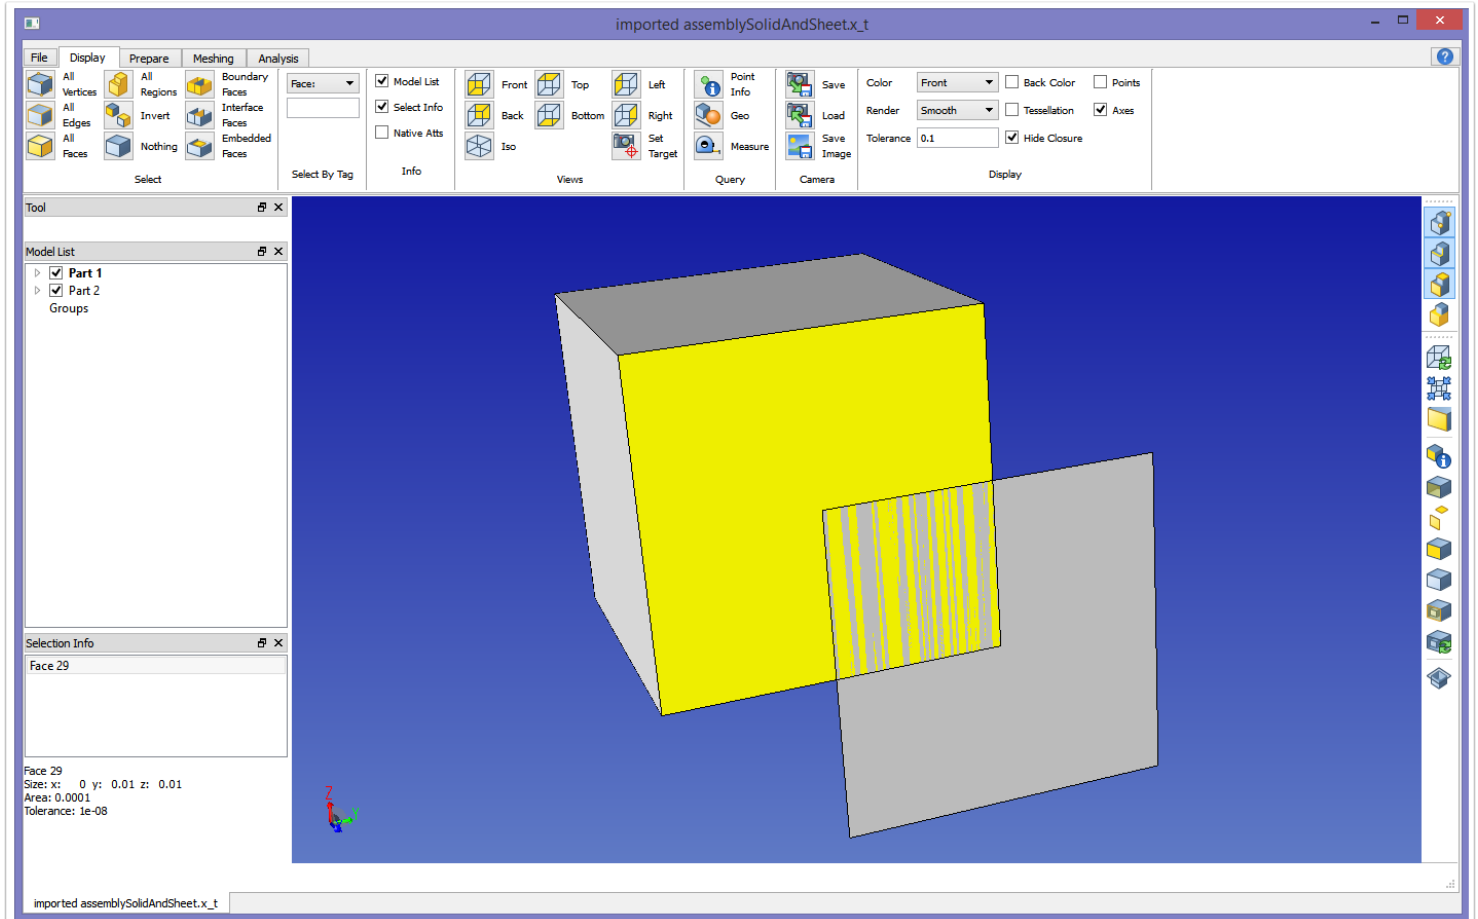 imported assemblySolidAndSheet.x_t
File Display Prepare Meshing Analysis
All Vertices
All Regions
Boundary Faces
All Edges
Invert
Interface Faces
All Faces
Nothing
Embedded Faces
Select
Face:
Select By Tag
Model List
Select Info
Native Atts
Info
Front Top Left
Back Bottom Right
Iso Set Target
Views
Point Info
Geo
Measure
Query
Save
Load
Save Image
Camera
Color Front Back Color Points
Render Smooth Tessellation Axes
Tolerance 0.1 Hide Closure
Display
Tool
Model List
Part 1
Part 2
Groups
Selection Info
Face 29
Face 29
Size: x: 0 y: 0.01 z: 0.01
Area: 0.0001
Tolerance: 1e-08
Z
Y
imported assemblySolidAndSheet.x_t